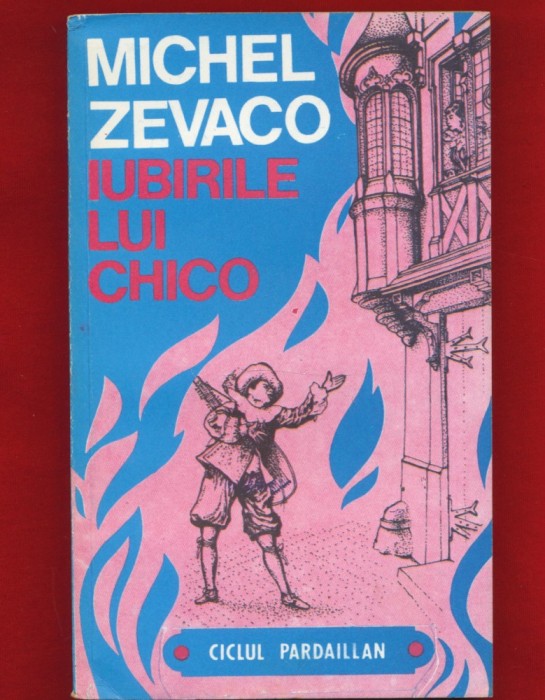 MICHEL
ZEVACO
IUBIRILE
LUI
CHICO
CICLUL PARDAILLAN